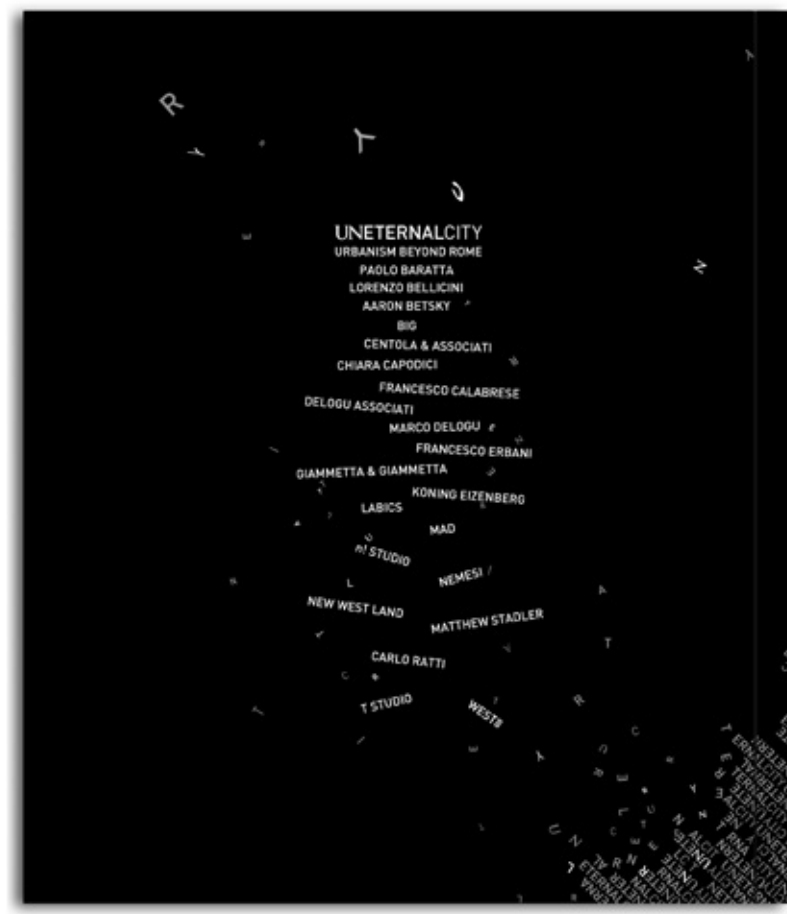 UNETERNALCITY
URBANISM BEYOND ROME
PAOLO BARATTA
LORENZO BELLICINI
AARON BETSKY
BIG
CENTOLA & ASSOCIATI
CHIARA CAPODICI
FRANCESCO CALABRESE
DELOGU ASSOCIATI
MARCO DELOGU
FRANCESCO ERBANI
GIAMMETTA & GIAMMETTA
KONING EIZENBERG
LABICS
MAD
n! STUDIO
NEMESI
NEW WEST LAND
MATTHEW STADLER
CARLO RATTI
T STUDIO
WEST8